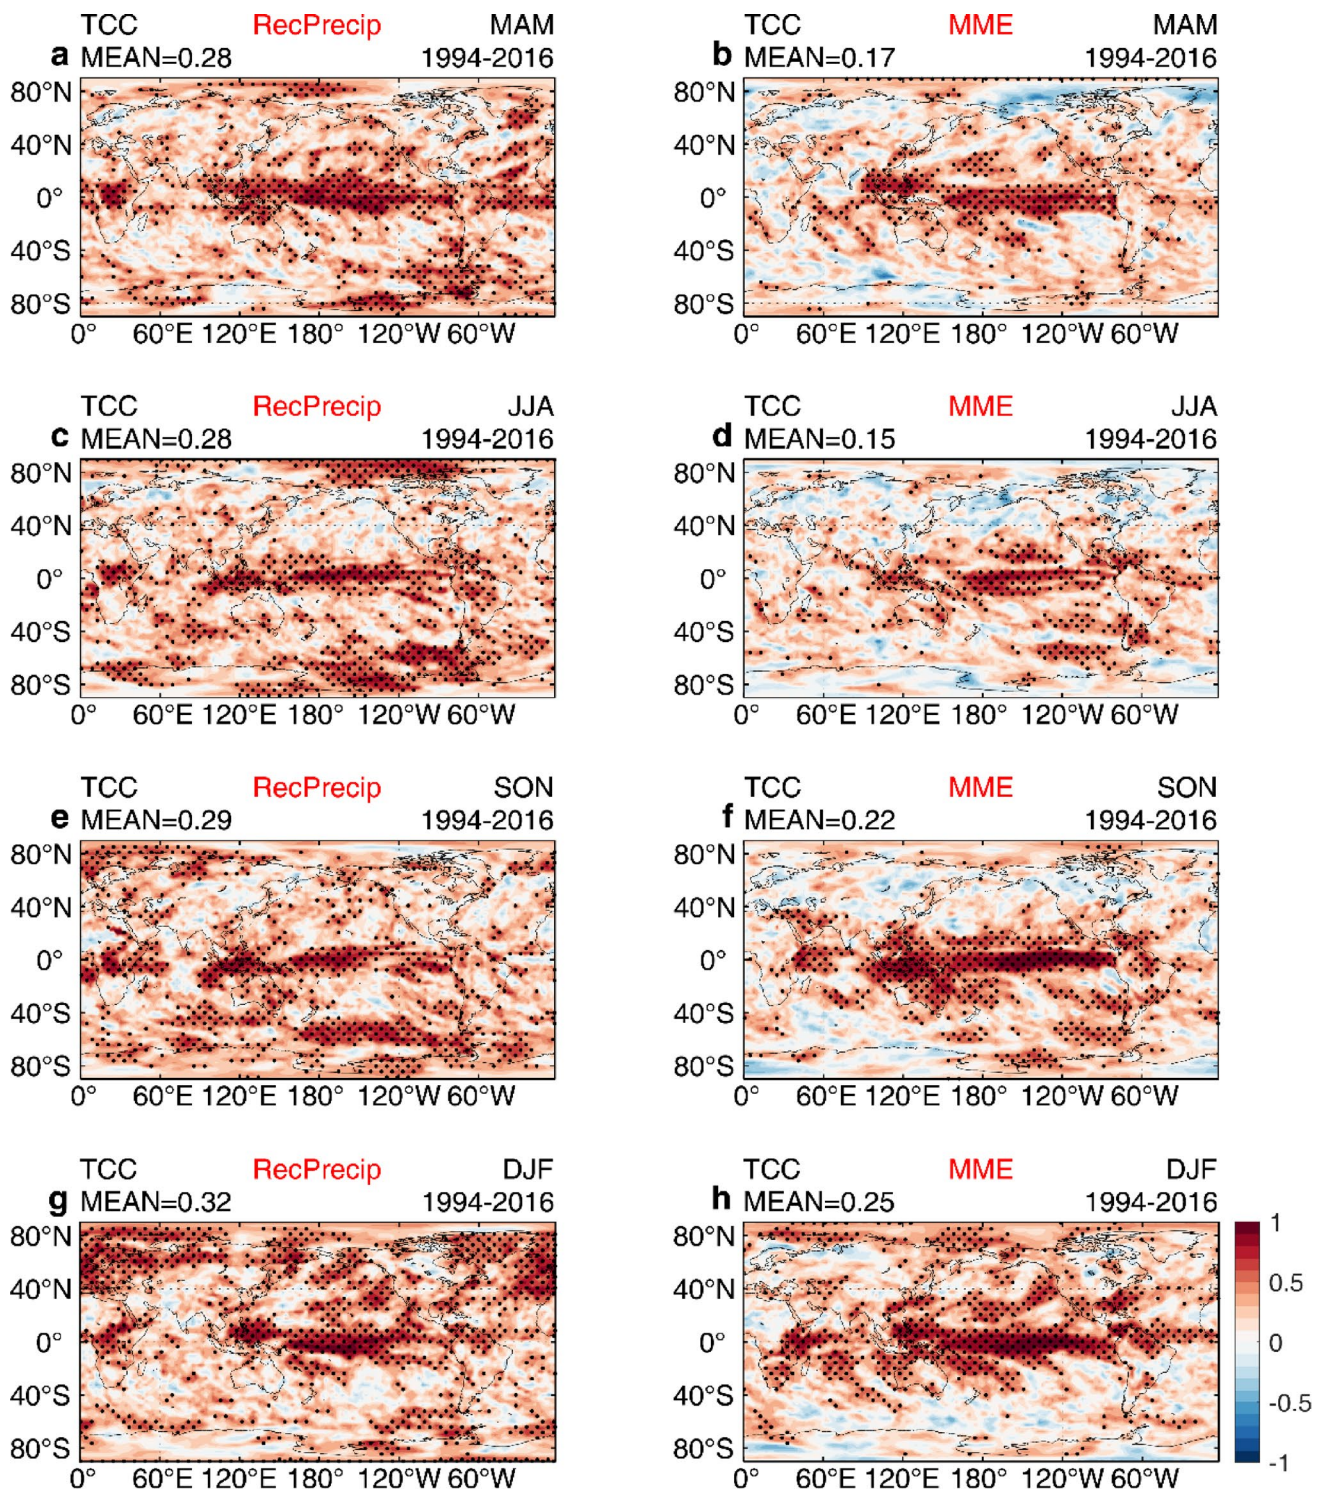 TCC RecPrecip MAM
a MEAN=0.28 1994-2016
80°N
40°N
0°
40°S
80°S
0° 60°E 120°E 180° 120°W 60°W
TCC MME MAM
b MEAN=0.17 1994-2016
80°N
40°N
0°
40°S
80°S
0° 60°E 120°E 180° 120°W 60°W
TCC RecPrecip JJA
c MEAN=0.28 1994-2016
80°N
40°N
0°
40°S
80°S
0° 60°E 120°E 180° 120°W 60°W
TCC MME JJA
d MEAN=0.15 1994-2016
80°N
40°N
0°
40°S
80°S
0° 60°E 120°E 180° 120°W 60°W
TCC RecPrecip SON
e MEAN=0.29 1994-2016
80°N
40°N
0°
40°S
80°S
0° 60°E 120°E 180° 120°W 60°W
TCC MME SON
f MEAN=0.22 1994-2016
80°N
40°N
0°
40°S
80°S
0° 60°E 120°E 180° 120°W 60°W
TCC RecPrecip DJF
g MEAN=0.32 1994-2016
80°N
40°N
0°
40°S
80°S
0° 60°E 120°E 180° 120°W 60°W
TCC MME DJF
h MEAN=0.25 1994-2016
80°N
40°N
0°
40°S
80°S
0° 60°E 120°E 180° 120°W 60°W
1
0.5
0
-0.5
-1